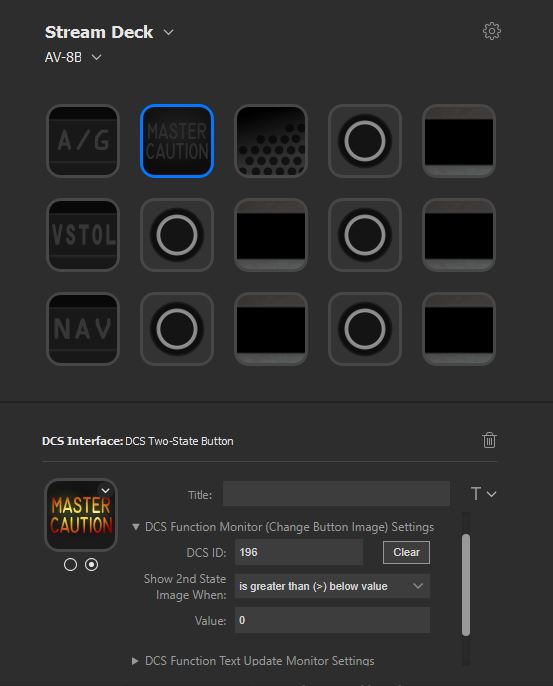 Stream Deck
AV-8B
A/G
MASTER
CAUTION
VSTOL
NAV
DCS Interface: DCS Two-State Button
MASTER
CAUTION
Title:
T
DCS Function Monitor (Change Button Image) Settings
DCS ID: 196 Clear
Show 2nd State
Image When: is greater than (>) below value
Value: 0
DCS Function Text Update Monitor Settings